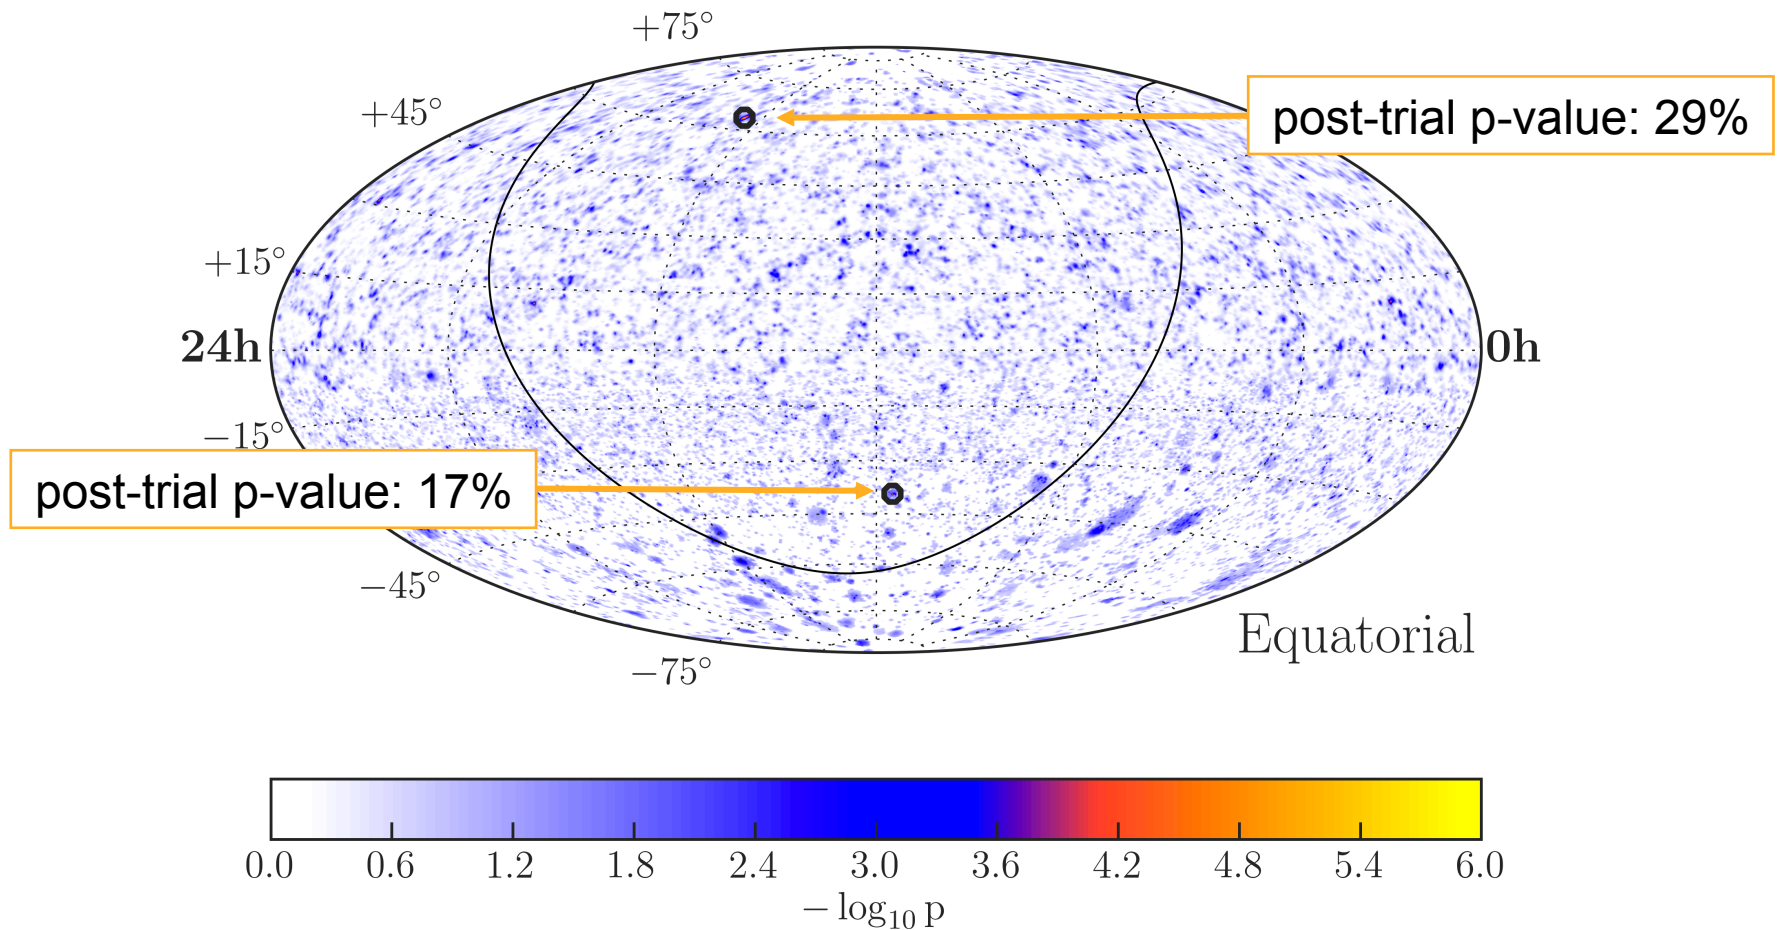 +75°
+45°
post-trial p-value: 29%
+15°
24h
0h
−15°
post-trial p-value: 17%
−45°
Equatorial
−75°
0.0 0.6 1.2 1.8 2.4 3.0 3.6 4.2 4.8 5.4 6.0
− log₁₀ p